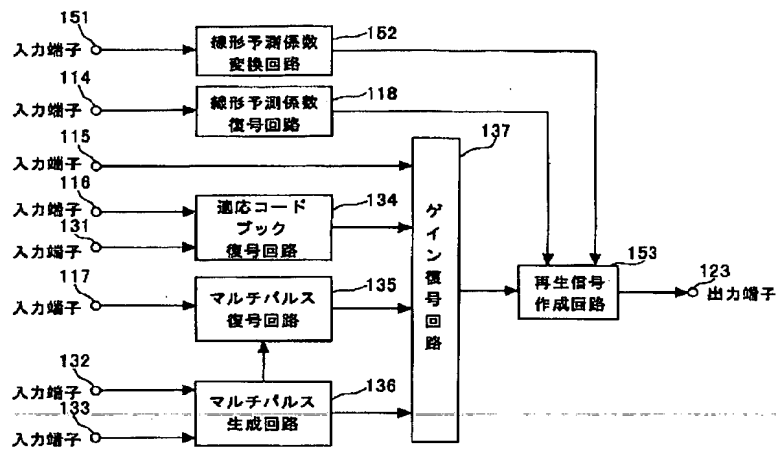 151
入力端子
線形予測係数
変換回路
152
114
入力端子
線形予測係数
復号回路
118
115
入力端子
137
116
入力端子
131
入力端子
適応コード
ブック
復号回路
134
ゲイン復号回路
117
入力端子
マルチパルス
復号回路
135
再生信号
作成回路
153
123
出力端子
132
入力端子
133
入力端子
マルチパルス
生成回路
136